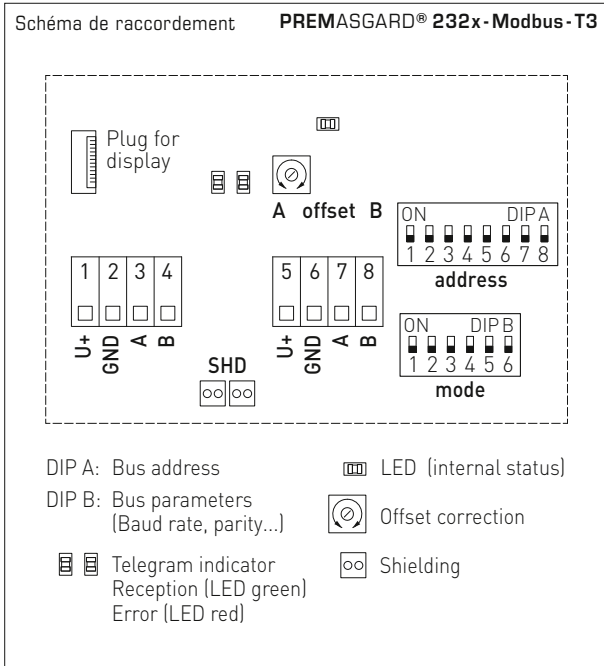 Schéma de raccordement PREMASGARD® 232x-Modbus-T3
Plug for
display
A offset B
ON DIP A
1 2 3 4 5 6 7 8
address
1 2 3 4
U+ GND A B
5 6 7 8
U+ GND A B
SHD
ON DIP B
1 2 3 4 5 6
mode
DIP A: Bus address
DIP B: Bus parameters
(Baud rate, parity...)
Telegram indicator
Reception (LED green)
Error (LED red)
LED (internal status)
Offset correction
Shielding